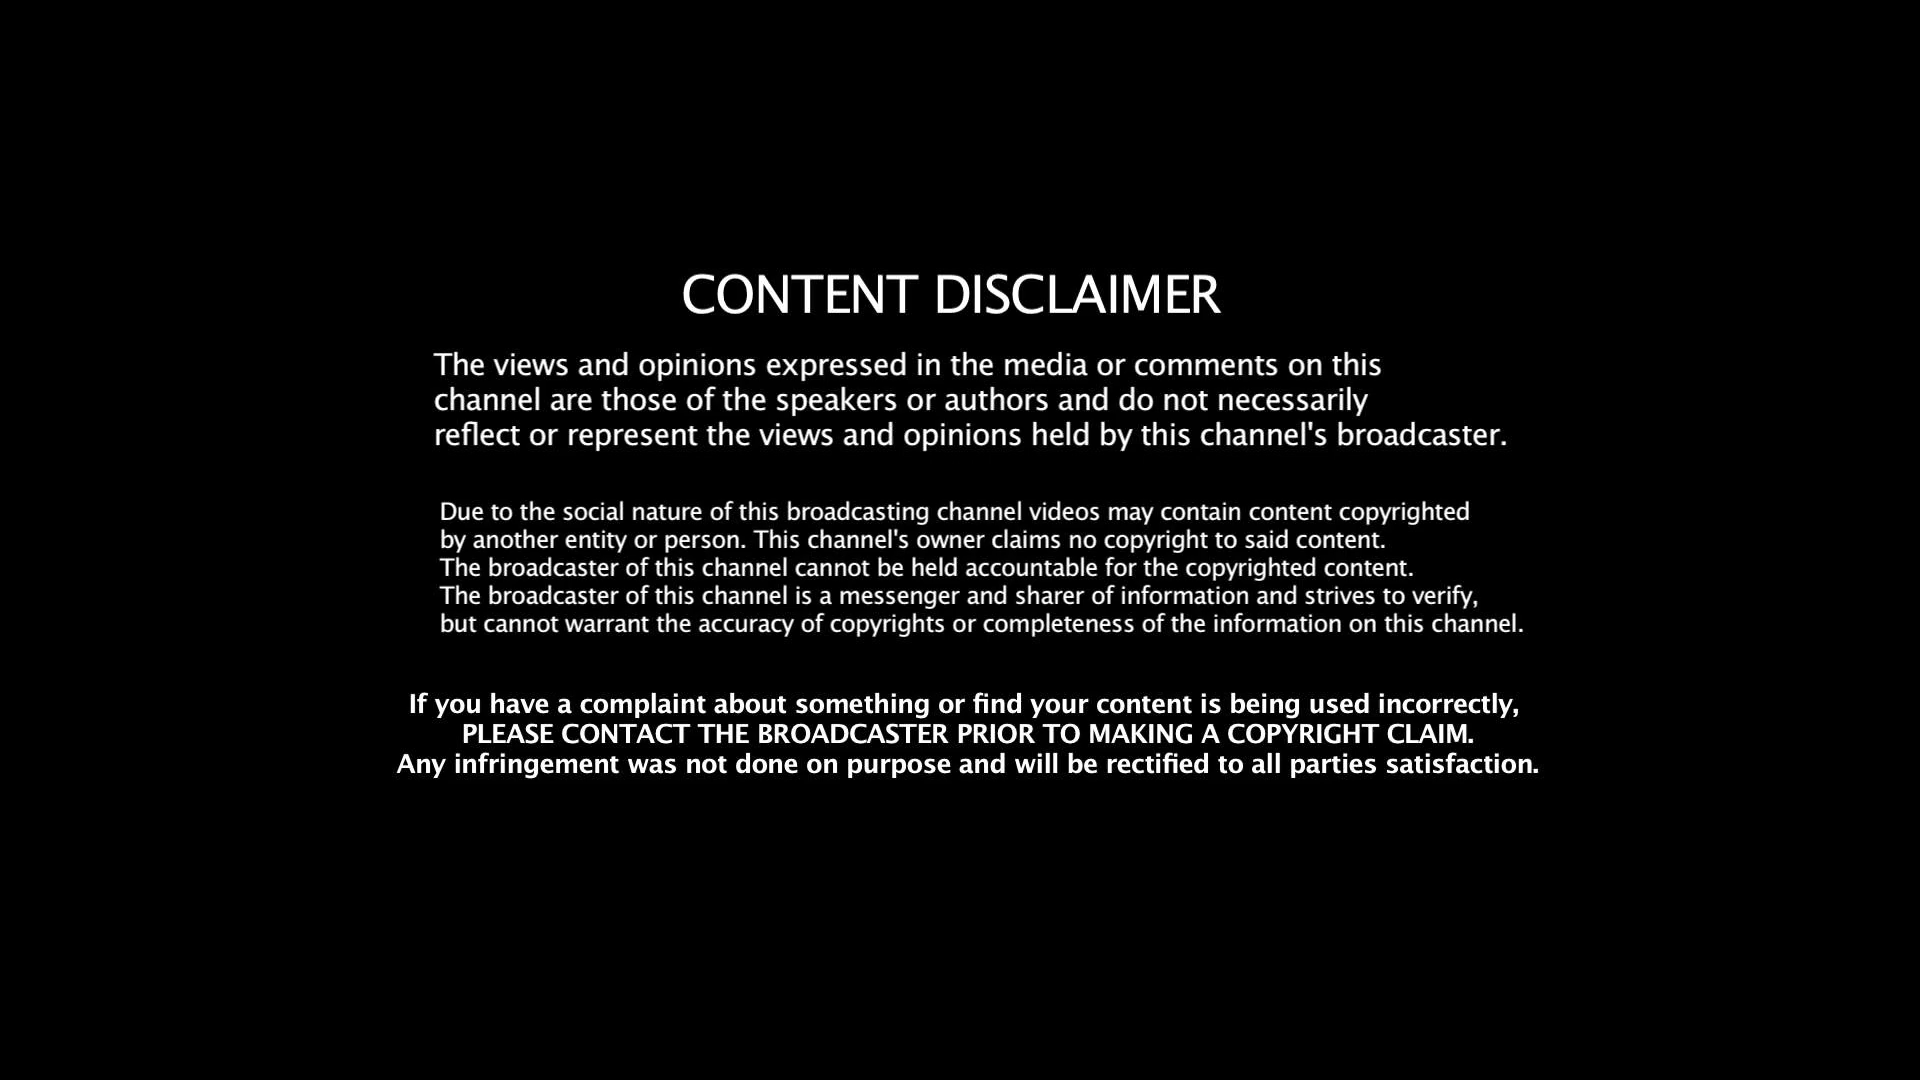 CONTENT DISCLAIMER
The views and opinions expressed in the media or comments on this
channel are those of the speakers or authors and do not necessarily
reflect or represent the views and opinions held by this channel's broadcaster.
Due to the social nature of this broadcasting channel videos may contain content copyrighted
by another entity or person. This channel's owner claims no copyright to said content.
The broadcaster of this channel cannot be held accountable for the copyrighted content.
The broadcaster of this channel is a messenger and sharer of information and strives to verify,
but cannot warrant the accuracy of copyrights or completeness of the information on this channel.
If you have a complaint about something or find your content is being used incorrectly,
PLEASE CONTACT THE BROADCASTER PRIOR TO MAKING A COPYRIGHT CLAIM.
Any infringement was not done on purpose and will be rectified to all parties satisfaction.